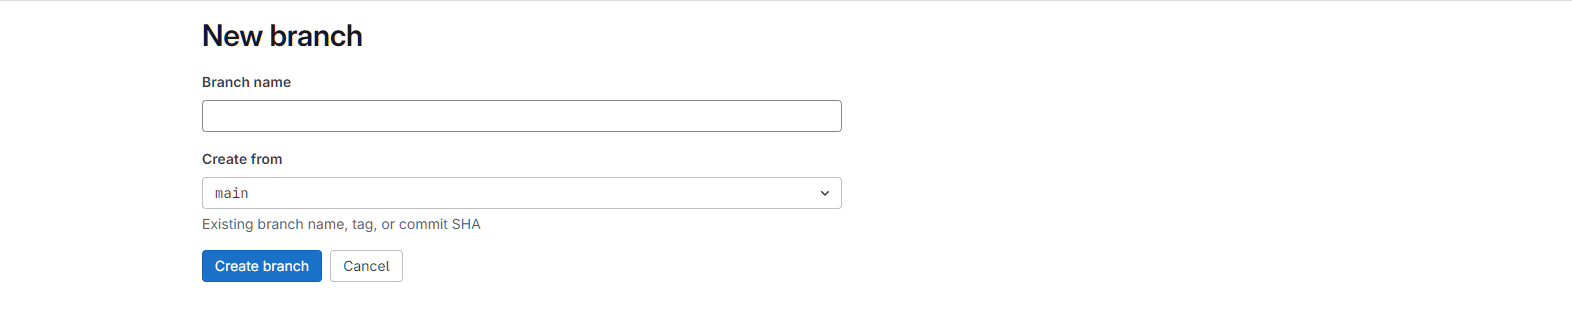 New branch
Branch name
Create from
main
Existing branch name, tag, or commit SHA
Create branch Cancel